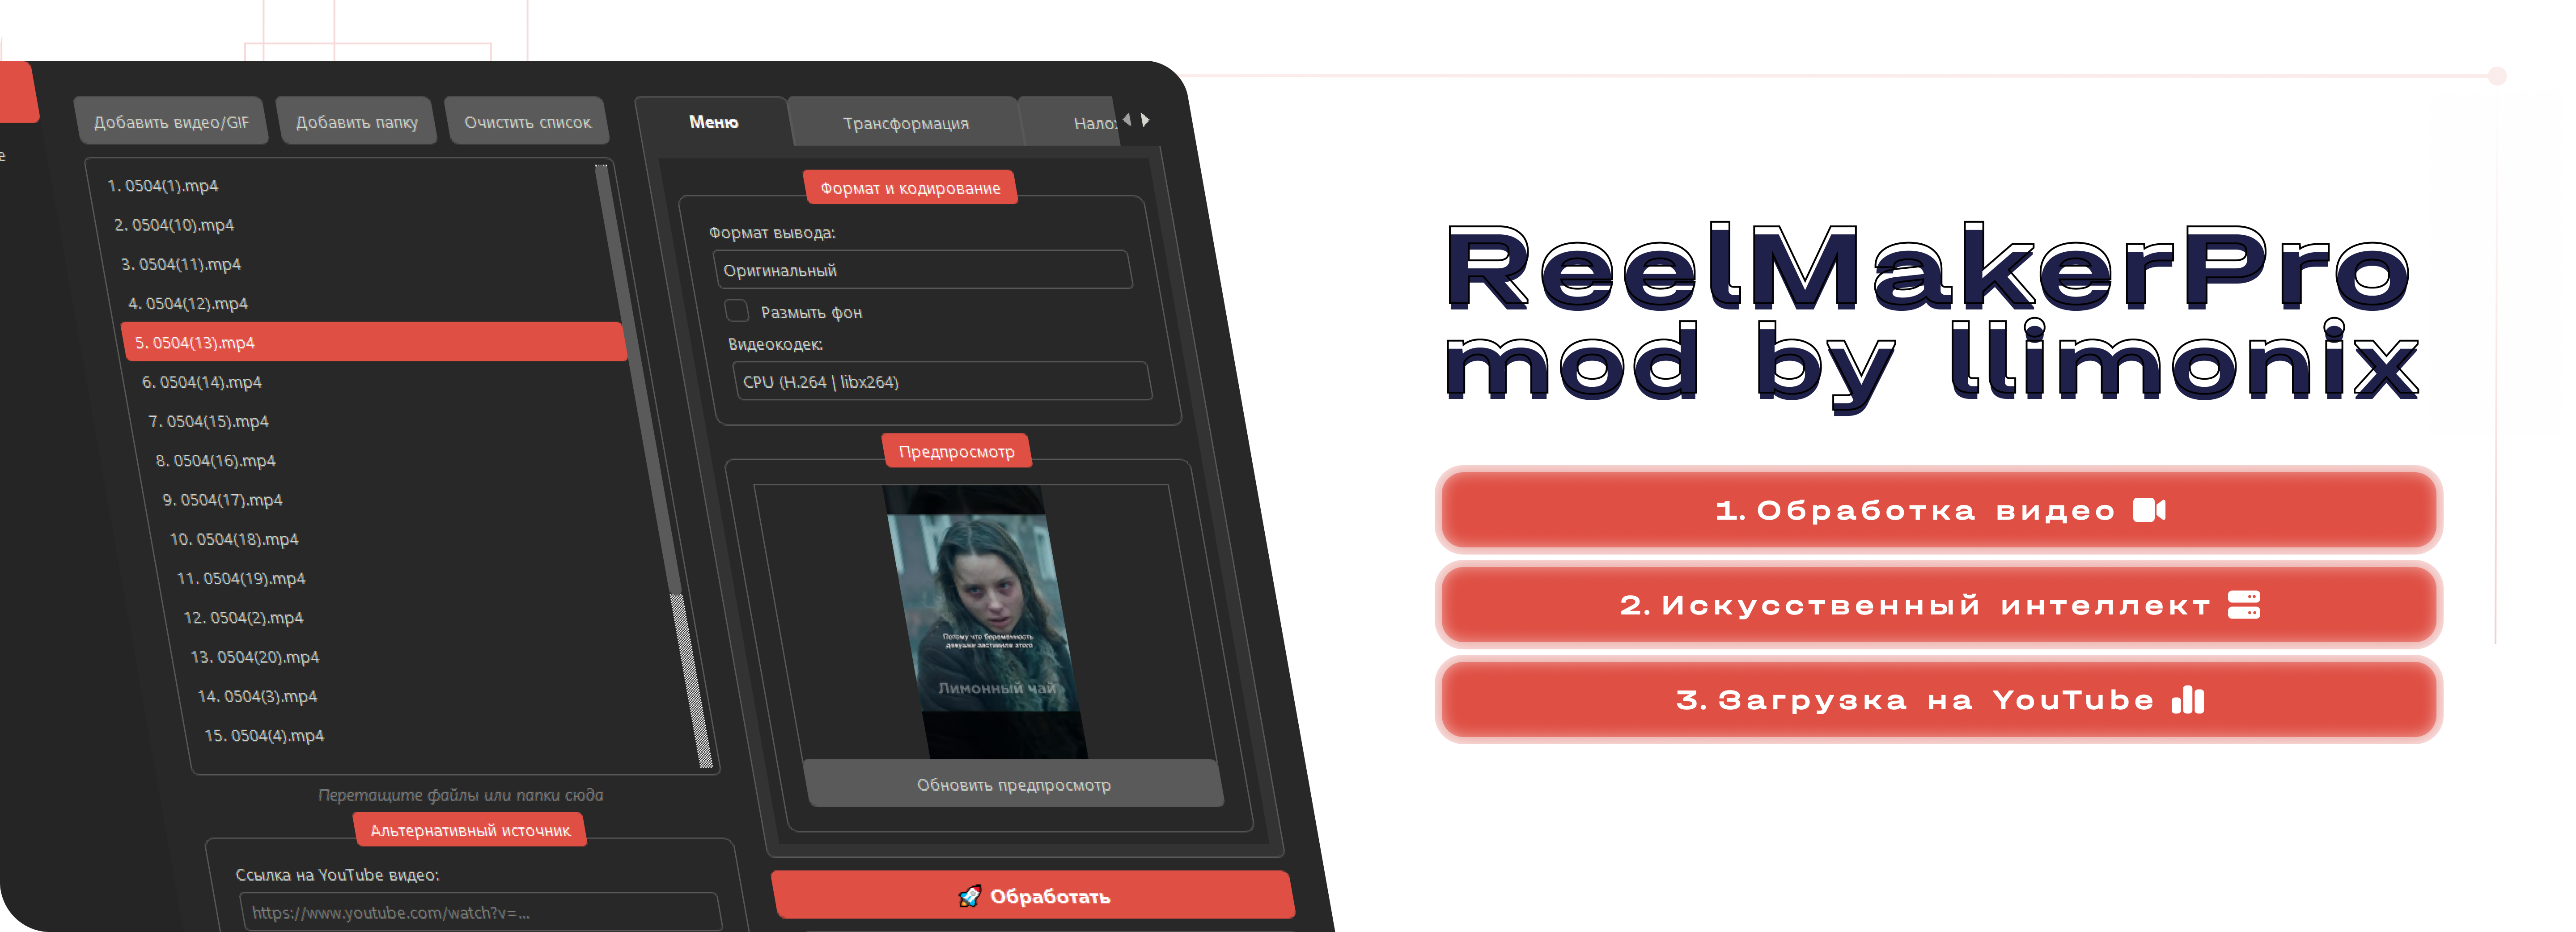 е
Добавить видео/GIF
Добавить папку
Очистить список
1. 0504(1).mp4
2. 0504(10).mp4
3. 0504(11).mp4
4. 0504(12).mp4
5. 0504(13).mp4
6. 0504(14).mp4
7. 0504(15).mp4
8. 0504(16).mp4
9. 0504(17).mp4
10. 0504(18).mp4
11. 0504(19).mp4
12. 0504(2).mp4
13. 0504(20).mp4
14. 0504(3).mp4
15. 0504(4).mp4
Перетащите файлы или папки сюда
Альтернативный источник
Ссылка на YouTube видео:
https://www.youtube.com/watch?v=...
Меню
Трансформация
Нало
Формат и кодирование
Формат вывода:
Оригинальный
Размыть фон
Видеокодек:
CPU (H.264 | libx264)
Предпросмотр
Потому что беременность
девушки заставила этого
Лимонный чай
Обновить предпросмотр
🚀 Обработать
ReelMakerPro
mod by llimonix
1. Обработка видео
2. Искусственный интеллект
3. Загрузка на YouTube